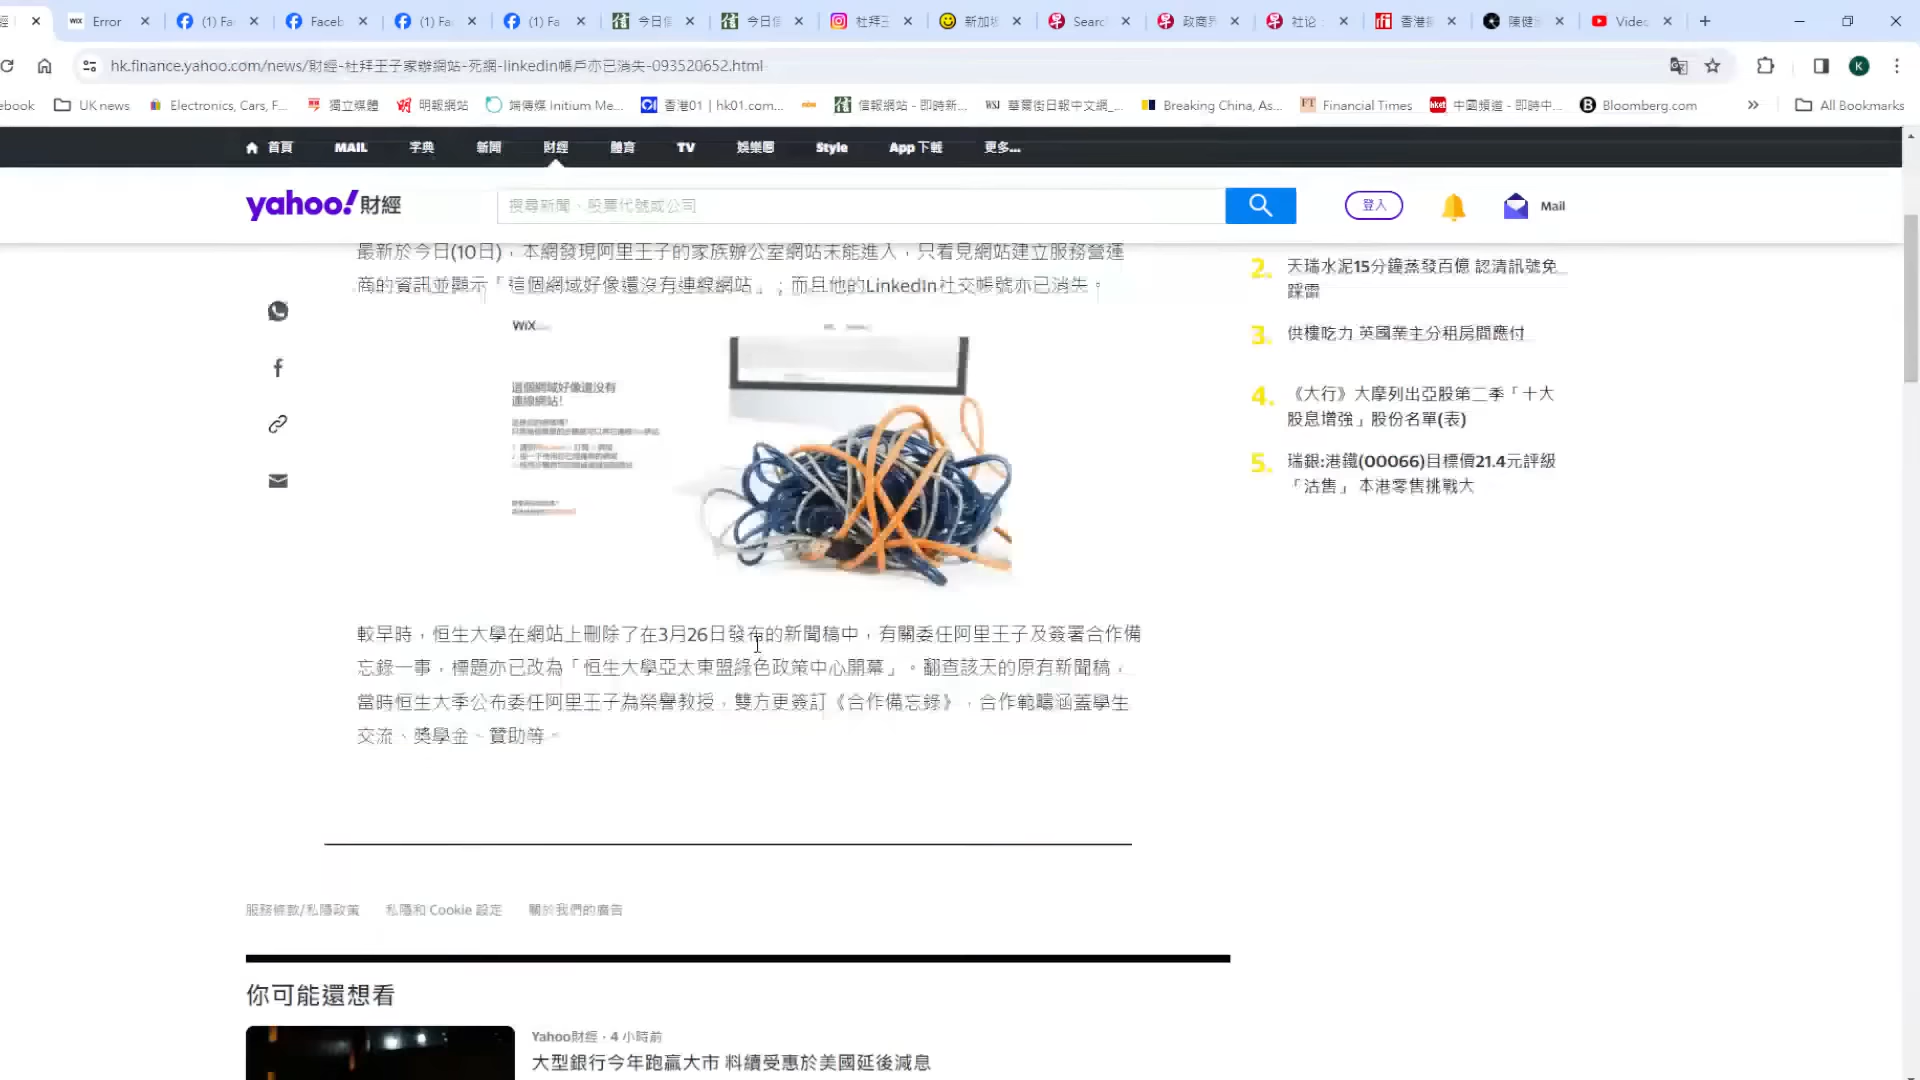 Error
(1) Fa
Faceb
(1) Fa
(1) Fa
今日信
今日信
杜拜王
新加坡
Searc
政商界
社论
香港
陳健
Videc
hk.finance.yahoo.com/news/財經-杜拜王子家辦網站-死網-linkedin帳戶亦已消失-093520652.html
ebook
UK news
Electronics, Cars, F...
獨立媒體
明報網站
端傳媒 Initium Me...
香港01 | hk01.com...
信報網站 - 即時新...
華爾街日報中文網_...
Breaking China, As...
Financial Times
中國頻道 - 即時中...
Bloomberg.com
All Bookmarks
首頁
MAIL
字典
新聞
財經
體育
TV
娛樂圈
Style
App 下載
更多...
yahoo!財經
搜尋新聞、股票代號或公司
登入
Mail
最新於今日(10日)，本網發現阿里王子的家族辦公室網站未能進入，只看見網站建立服務營運
商的資訊並顯示「這個網域好像還沒有連線網站」；而且他的LinkedIn社交帳號亦已消失。
WiX
這個網域好像還沒有
連線網站！
較早時，恒生大學在網站上刪除了在3月26日發布的新聞稿中，有關委任阿里王子及簽署合作備
忘錄一事，標題亦已改為「恒生大學亞太東盟綠色政策中心開幕」。翻查該天的原有新聞稿，
當時恒生大季公布委任阿里王子為榮譽教授，雙方更簽訂《合作備忘錄》，合作範疇涵蓋學生
交流、獎學金、贊助等。
2. 天瑞水泥15分鐘蒸發百億 認清訊號免
踩雷
3. 供樓吃力 英國業主分租房間應付
4. 《大行》大摩列出亞股第二季「十大
股息增強」股份名單(表)
5. 瑞銀:港鐵(00066)目標價21.4元評級
「沽售」 本港零售挑戰大
服務條款/私隱政策
私隱和 Cookie 設定
關於我們的廣告
你可能還想看
Yahoo財經・4 小時前
大型銀行今年跑贏大市 料續受惠於美國延後減息